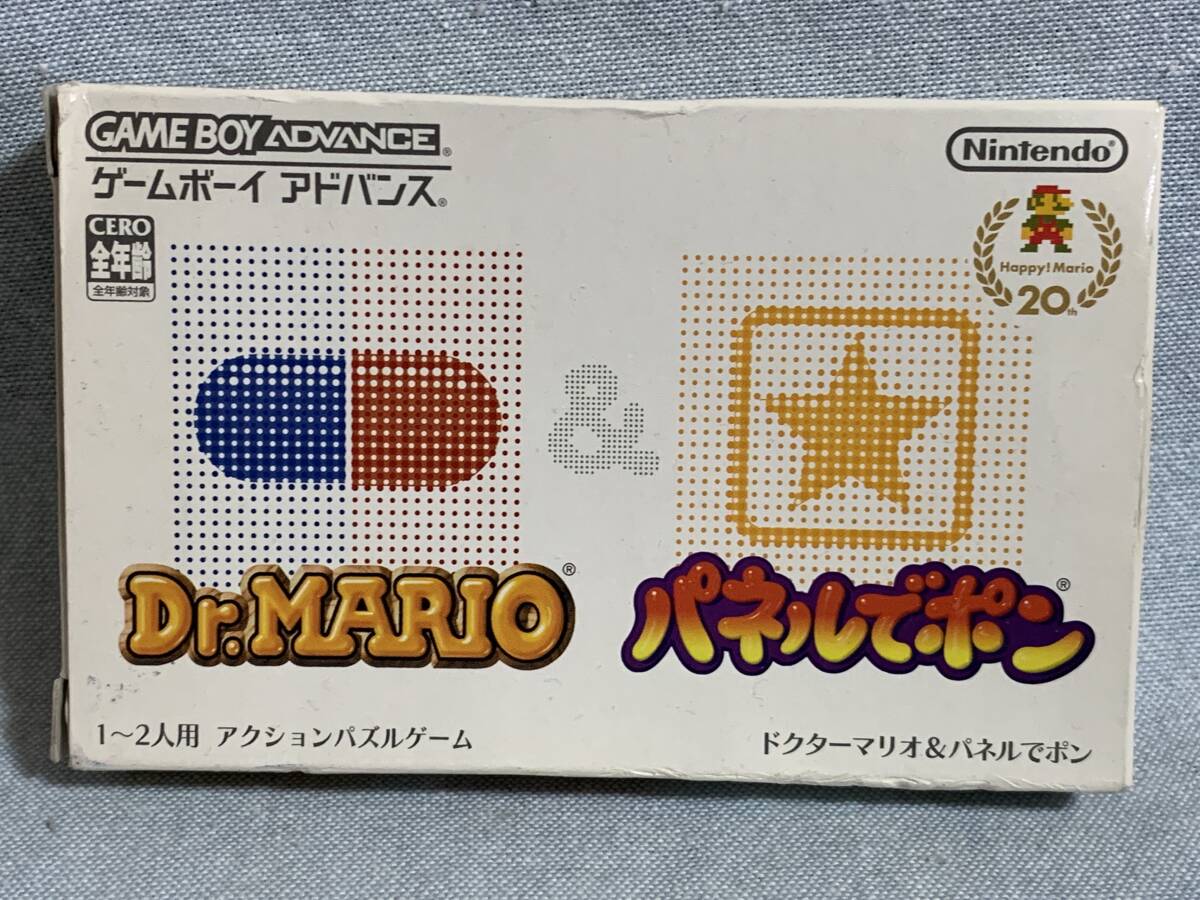 GAME BOY ADVANCE®
ゲームボーイ アドバンス®
CERO
全年齢
全年齢対象
Nintendo®
Happy! Mario
20th
&
Dr. MARIO®
パネルでポン®
1～2人用 アクションパズルゲーム
ドクターマリオ&パネルでポン